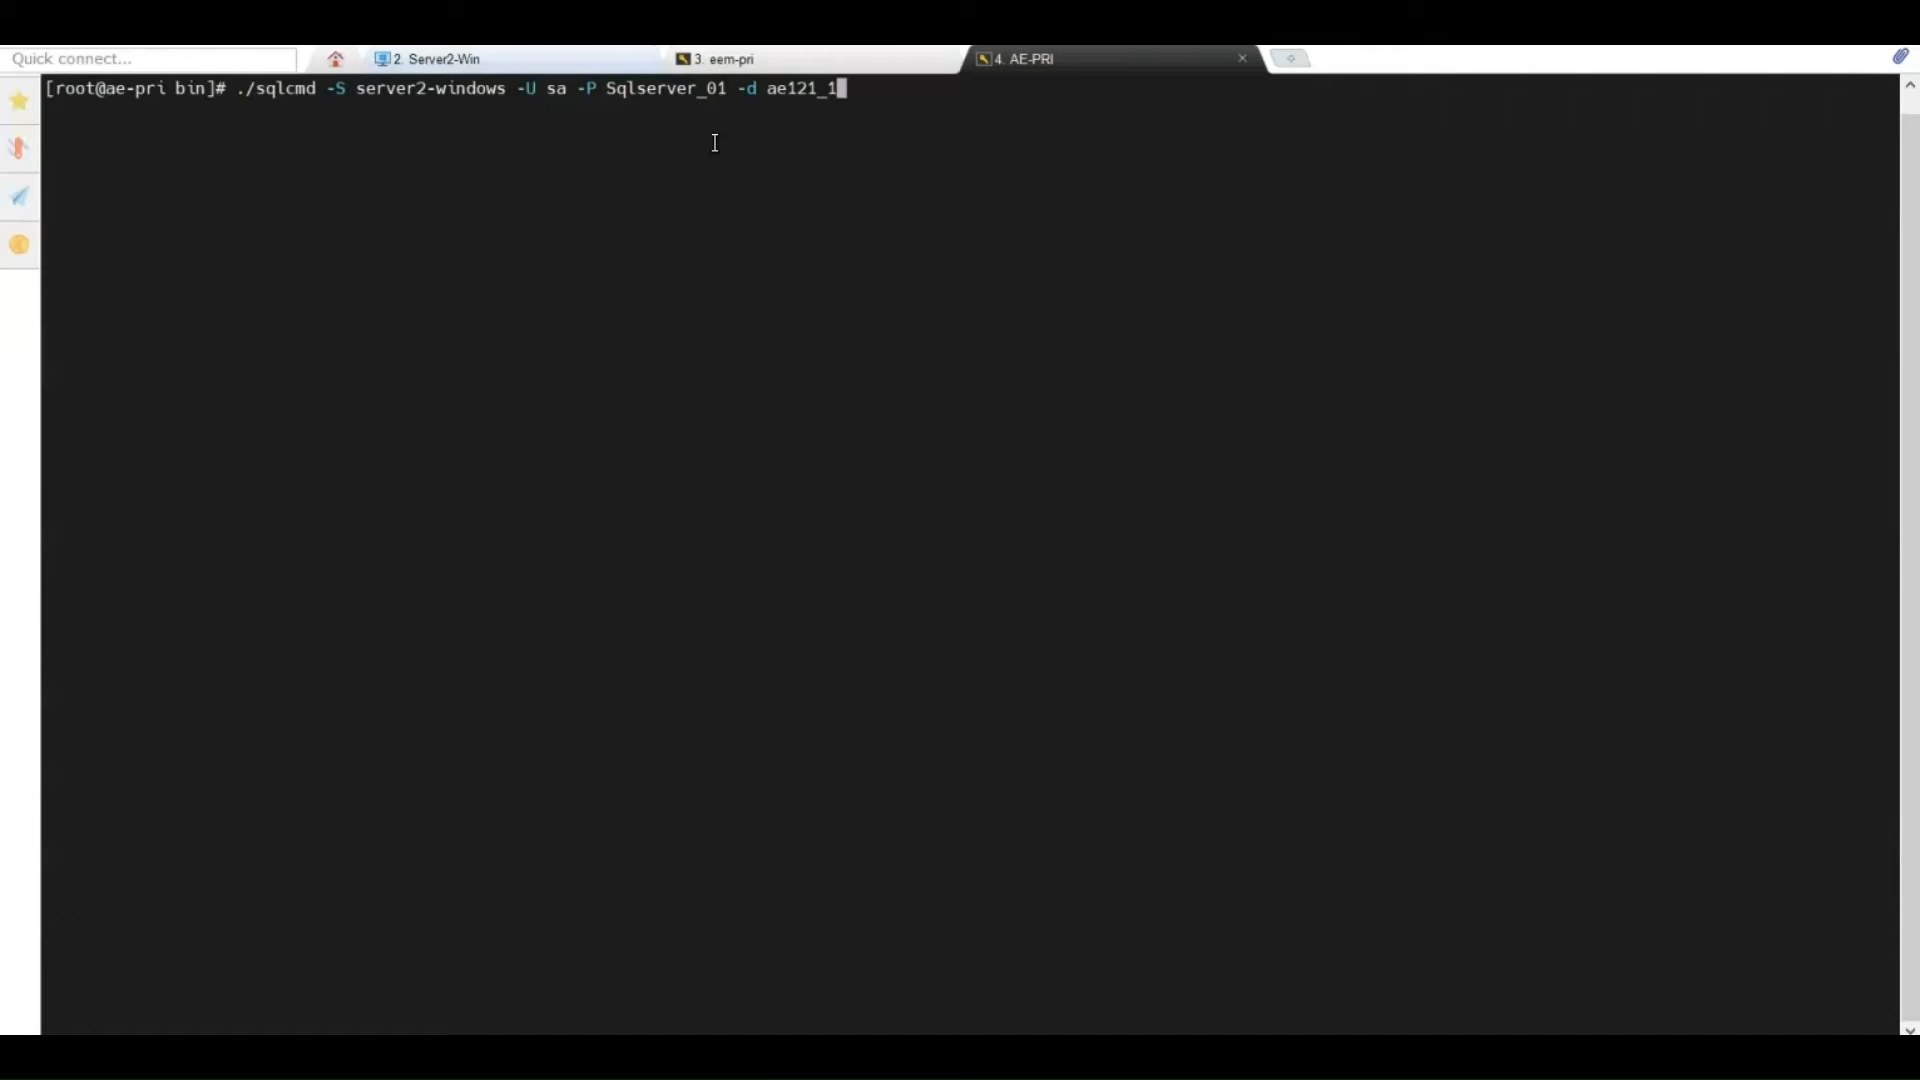 Quick connect...
2. Server2-Win
3. eem-pri
4. AE-PRI
[root@ae-pri bin]# ./sqlcmd -S server2-windows -U sa -P Sqlserver_01 -d ae121_1